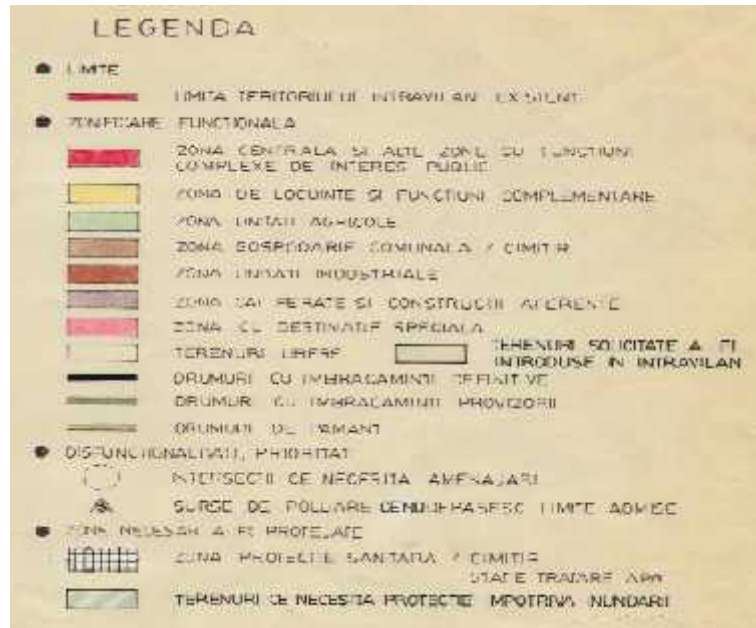 LEGENDA
LIMITE
LIMITA TERITORIULUI INTRAVILAN EXISTENT
ZONIFICARE FUNCTIONALA
ZONA CENTRALA SI ALTE ZONE CU FUNCTIUNI
COMPLEXE DE INTERES PUBLIC
ZONA DE LOCUINTE SI FUNCTIUNI COMPLEMENTARE
ZONA UNITATI AGRICOLE
ZONA GOSPODARIE COMUNALA / CIMITIR
ZONA UNITATI INDUSTRIALE
ZONA CAI FERATE SI CONSTRUCTII AFERENTE
ZONA CU DESTINATIE SPECIALA
TERENURI LIBERE
TERENURI SOLICITATE A FI
INTRODUSE IN INTRAVILAN
DRUMURI CU IMBRACAMINTI DEFINITIVE
DRUMURI CU IMBRACAMINTI PROVIZORII
DRUMURI DE PAMANT
DISFUNCTIONALITATI, PRIORITATI
INTERSECTII CE NECESITA AMENAJARI
SURSE DE POLUARE CE DEPASESC LIMITE ADMISE
ZONE NECESAR A FI PROTEJATE
ZONA PROTECTIE SANITARA / CIMITIR
STATIE TRATARE APA
TERENURI CE NECESITA PROTECTIE IMPOTRIVA INUNDARII